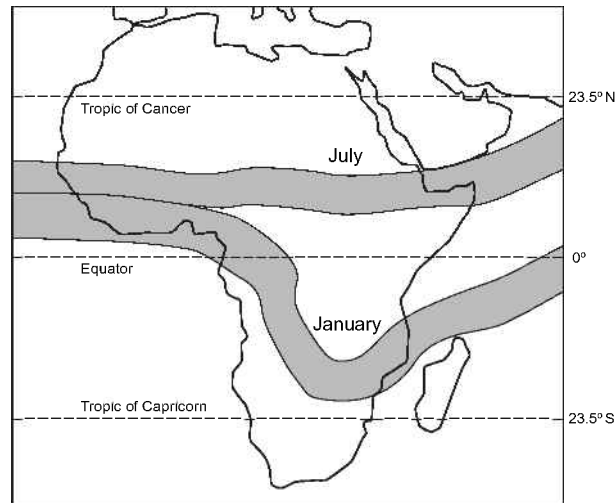 23.5° N
Tropic of Cancer
July
0°
Equator
January
Tropic of Capricorn
23.5° S